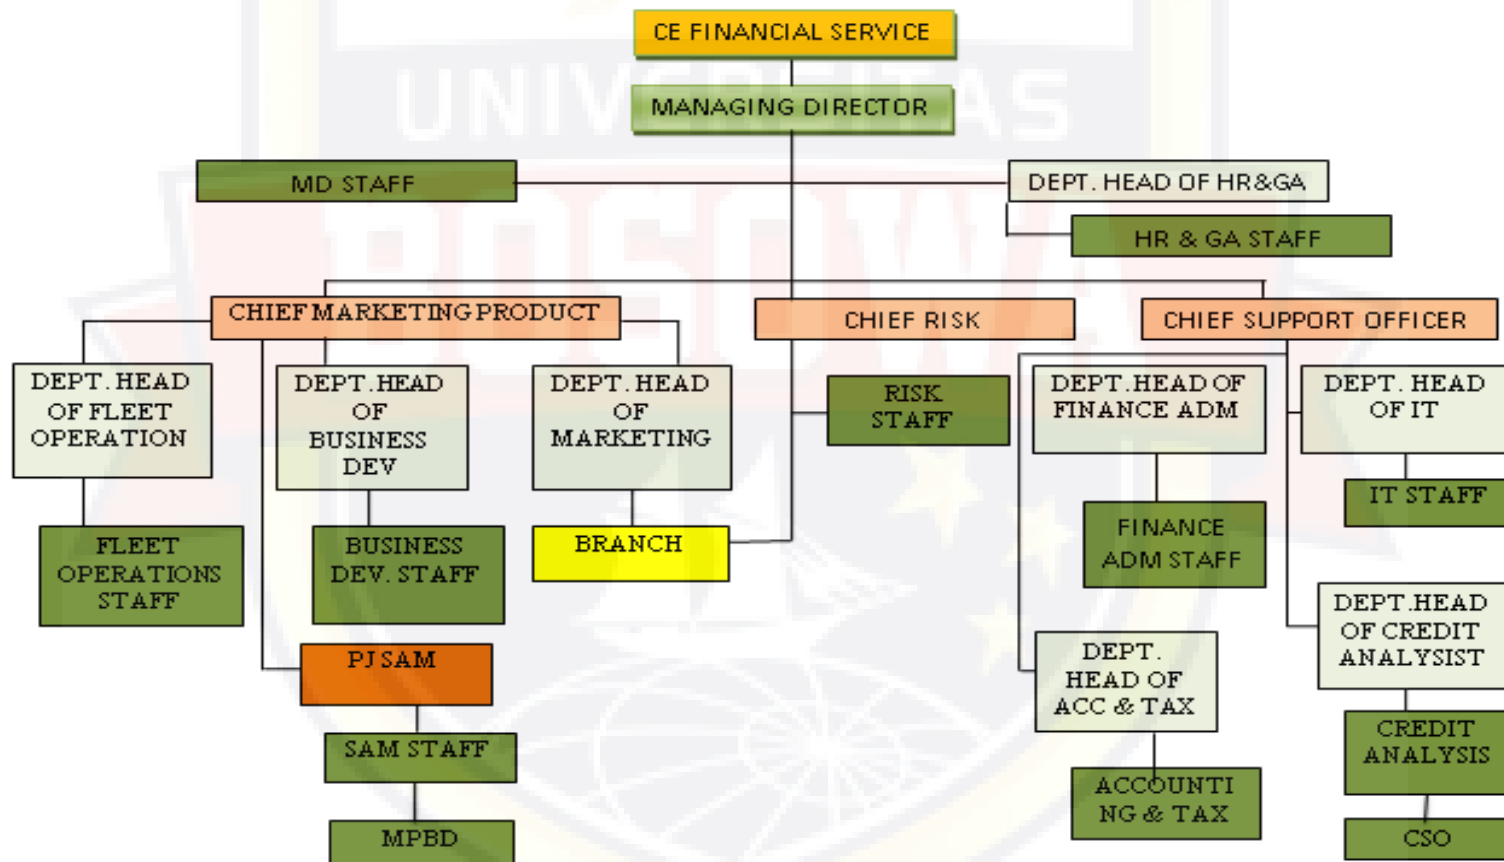 CE FINANCIAL SERVICE
UNIVERSITAS
MANAGING DIRECTOR
MD STAFF
DEPT. HEAD OF HR&GA
BOSOWA
HR & GA STAFF
CHIEF MARKETING PRODUCT
CHIEF RISK
CHIEF SUPPORT OFFICER
DEPT. HEAD
OF FLEET
OPERATION
DEPT. HEAD
OF
BUSINESS
DEV
DEPT. HEAD
OF
MARKETING
RISK
STAFF
DEPT. HEAD OF
FINANCE ADM
DEPT. HEAD
OF IT
IT STAFF
FLEET
OPERATIONS
STAFF
BUSINESS
DEV. STAFF
BRANCH
FINANCE
ADM STAFF
DEPT. HEAD
OF CREDIT
ANALYSIST
PJ SAM
DEPT.
HEAD OF
ACC & TAX
SAM STAFF
CREDIT
ANALYSIS
ACCOUNTI
NG & TAX
MPBD
CSO